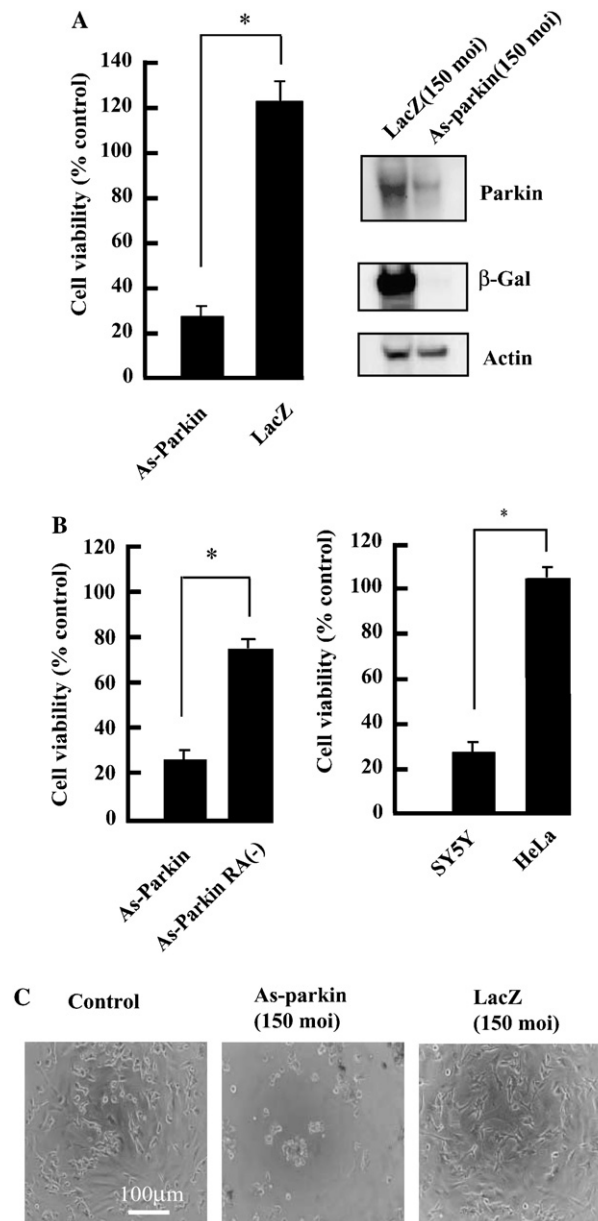 A
*
Cell viability (% control)
140
120
100
80
60
40
20
0
As-Parkin
LacZ
LacZ(150 moi)
As-parkin(150 moi)
Parkin
β-Gal
Actin
B
*
Cell viability (% control)
120
100
80
60
40
20
0
As-Parkin
As-Parkin RA(-)
*
Cell viability (% control)
120
100
80
60
40
20
0
SY5Y
HeLa
C
Control
As-parkin
(150 moi)
LacZ
(150 moi)
100μm